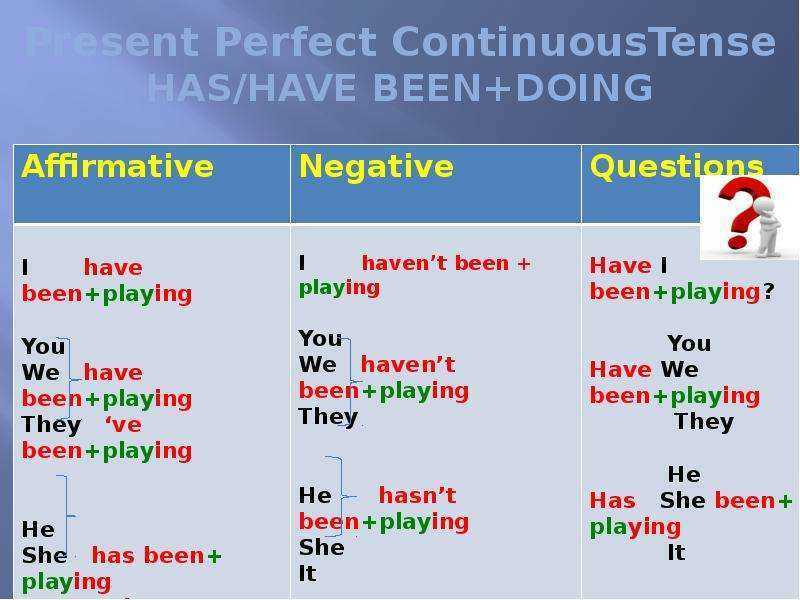 Present Perfect ContinuousTense
HAS/HAVE BEEN+DOING
Affirmative
I have
been+playing
You
We have
been+playing
They ‘ve
been+playing
He
She has been+
playing
Negative
I haven’t been +
playing
You
We haven’t
been+playing
They
He hasn’t
been+playing
She
It
Questions
Have I
been+playing?
You
Have We
been+playing
They
He
Has She been+
playing
It